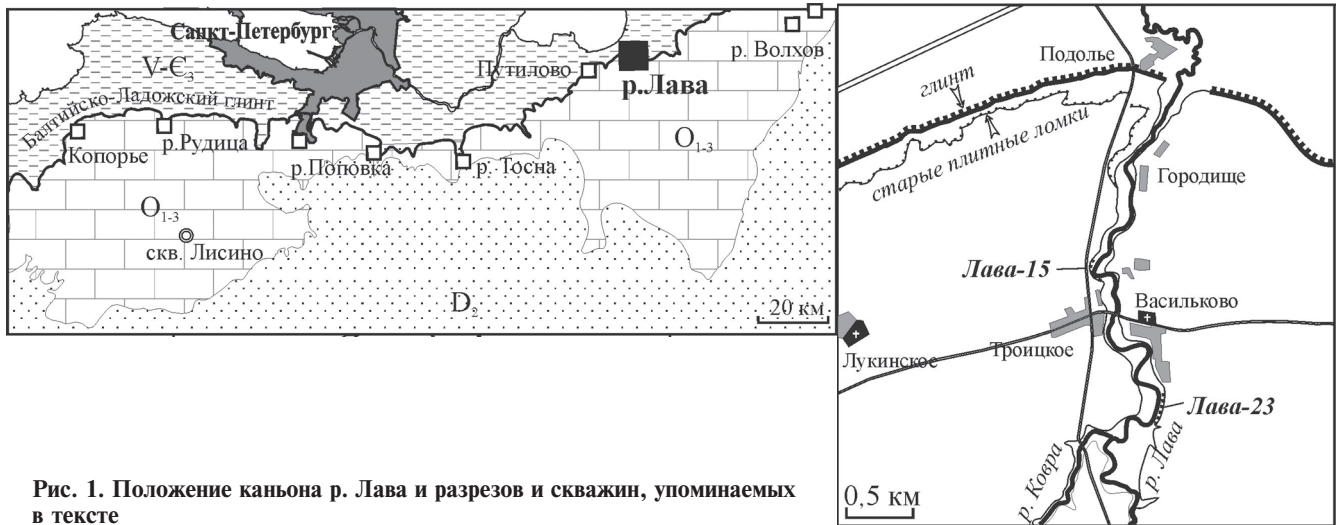 Санкт-Петербург
р. Волхов
V-Є₃
Путилово
р.Лава
Балтийско-Ладожский глинт
О₁₋₃
р.Рудица
Копорье
р.Поповка
р. Тосна
О₁₋₃
скв. Лисино
D₂
20 км
Подолье
глинт
старые плитные ломки
Городище
Лава-15
Васильково
Лукинское
Троицкое
Лава-23
р. Ковра
р. Лава
0,5 км
Рис. 1. Положение каньона р. Лава и разрезов и скважин, упоминаемых
в тексте